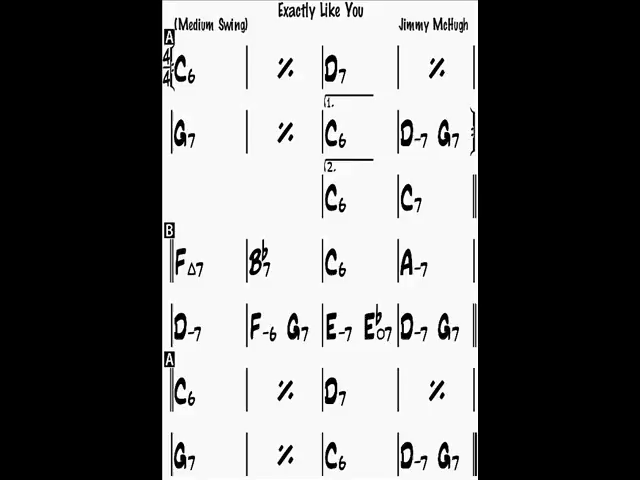 Exactly Like You
(Medium Swing) Jimmy McHugh
A
4/4 C6 | 𝄎 | D7 | 𝄎
1.
G7 | 𝄎 | C6 | D-7 G7
2.
C6 | C7
B
F△7 | B♭7 | C6 | A-7
D-7 | F-6 G7 | E-7 E♭o7 | D-7 G7
A
C6 | 𝄎 | D7 | 𝄎
G7 | 𝄎 | C6 | D-7 G7